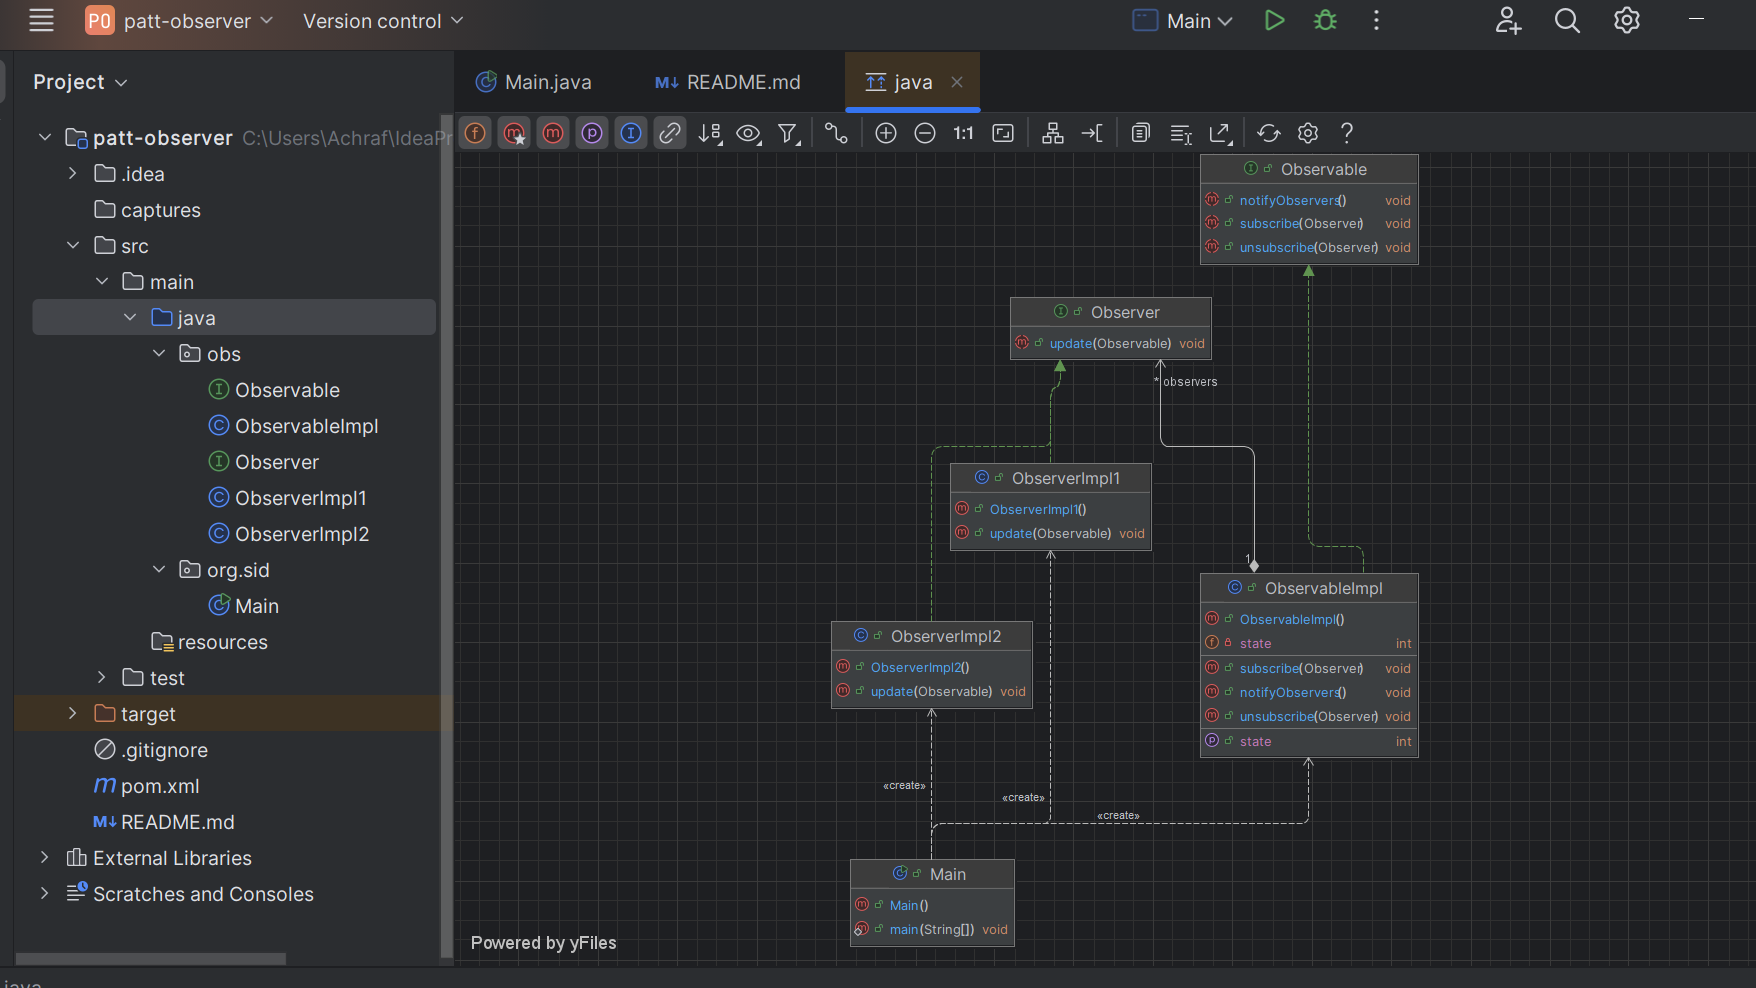 PO patt-observer Version control Main
Project
Main.java M↓ README.md java
patt-observer C:\Users\Achraf\IdeaPr
.idea
captures
src
main
java
obs
Observable
ObservableImpl
Observer
ObserverImpl1
ObserverImpl2
org.sid
Main
resources
test
target
.gitignore
pom.xml
M↓ README.md
External Libraries
Scratches and Consoles
1:1
Observable
notifyObservers() void
subscribe(Observer) void
unsubscribe(Observer) void
Observer
update(Observable) void
* observers
ObserverImpl1
ObserverImpl1()
update(Observable) void
1
ObservableImpl
ObservableImpl()
state int
subscribe(Observer) void
notifyObservers() void
unsubscribe(Observer) void
state int
ObserverImpl2
ObserverImpl2()
update(Observable) void
«create»
«create»
«create»
Main
Main()
main(String[]) void
Powered by yFiles
java